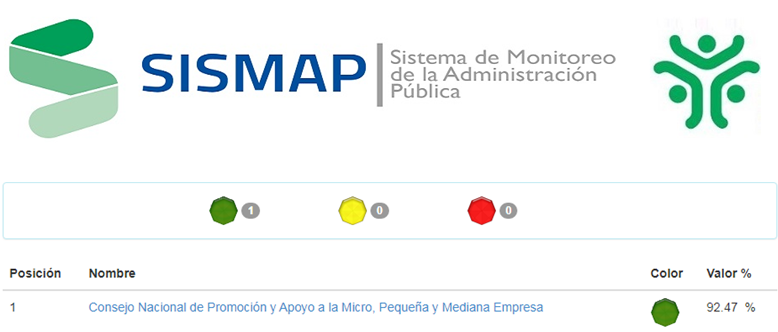 SISMAP
Sistema de Monitoreo
de la Administración
Pública
1 0 0
Posición Nombre Color Valor %
1 Consejo Nacional de Promoción y Apoyo a la Micro, Pequeña y Mediana Empresa 92.47 %